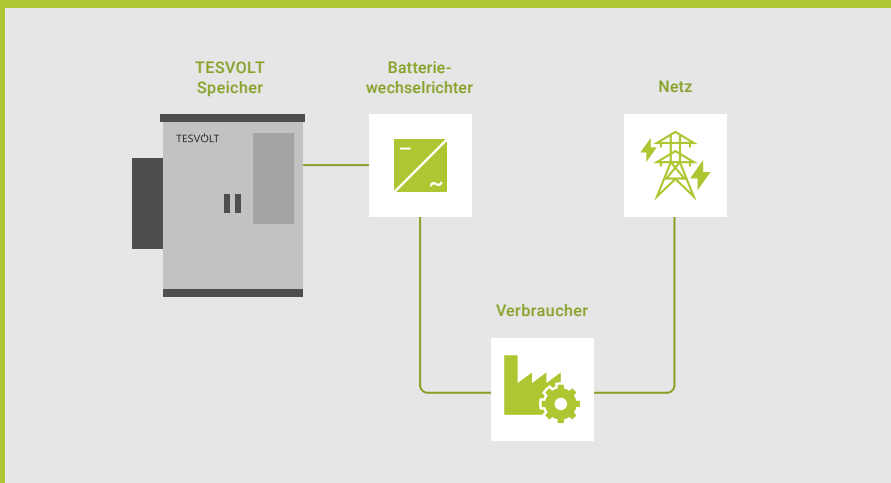 TESVOLT
Speicher
Batterie-
wechselrichter
Netz
TESVOLT
Verbraucher